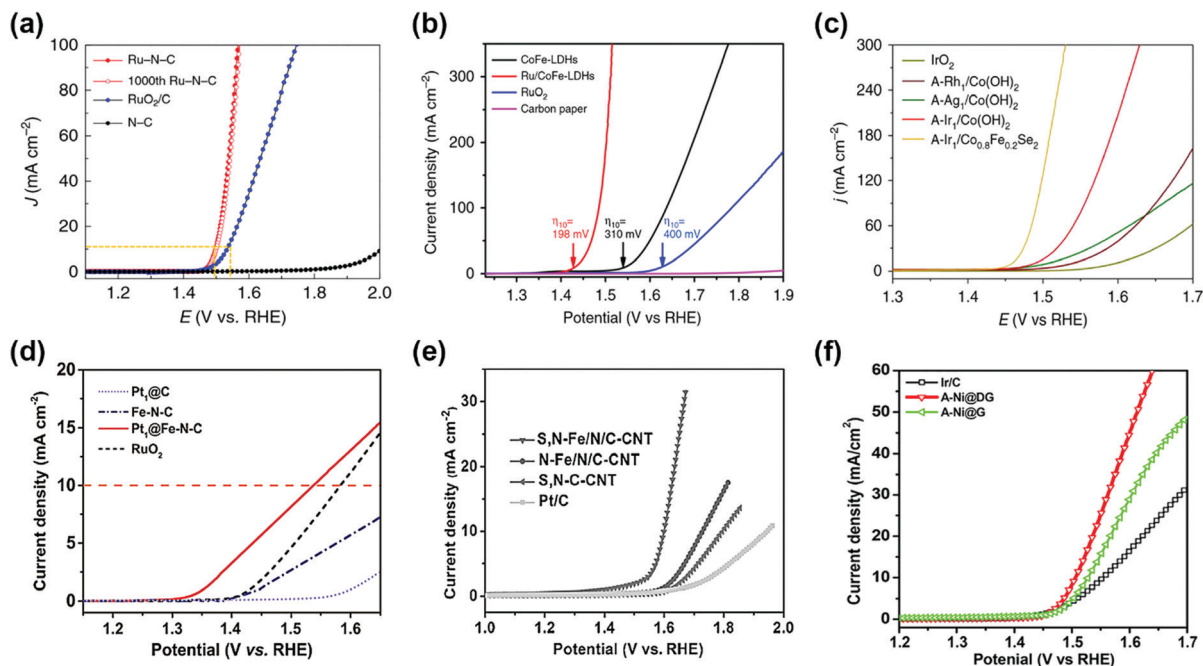 (a)
100
80
60
40
20
0
J (mA cm−2)
Ru–N–C
1000th Ru–N–C
RuO2/C
N–C
1.2 1.4 1.6 1.8 2.0
E (V vs. RHE)
(b)
300
200
100
0
Current density (mA cm−2)
CoFe-LDHs
Ru/CoFe-LDHs
RuO2
Carbon paper
η10= η10= η10=
198 mV 310 mV 400 mV
1.3 1.4 1.5 1.6 1.7 1.8 1.9
Potential (V vs RHE)
(c)
300
240
180
120
60
0
j (mA cm−2)
IrO2
A-Rh1/Co(OH)2
A-Ag1/Co(OH)2
A-Ir1/Co(OH)2
A-Ir1/Co0.8Fe0.2Se2
1.3 1.4 1.5 1.6 1.7
E (V vs RHE)
(d)
20
15
10
5
0
Current density (mA cm−2)
Pt1@C
Fe-N-C
Pt1@Fe-N-C
RuO2
1.2 1.3 1.4 1.5 1.6
Potential (V vs. RHE)
(e)
30
20
10
0
Current density (mA cm−2)
S,N-Fe/N/C-CNT
N-Fe/N/C-CNT
S,N-C-CNT
Pt/C
1.0 1.2 1.4 1.6 1.8 2.0
Potential (V vs. RHE)
(f)
60
50
40
30
20
10
0
Current density (mA/cm2)
Ir/C
A-Ni@DG
A-Ni@G
1.2 1.3 1.4 1.5 1.6 1.7
Potenial (V vs RHE)